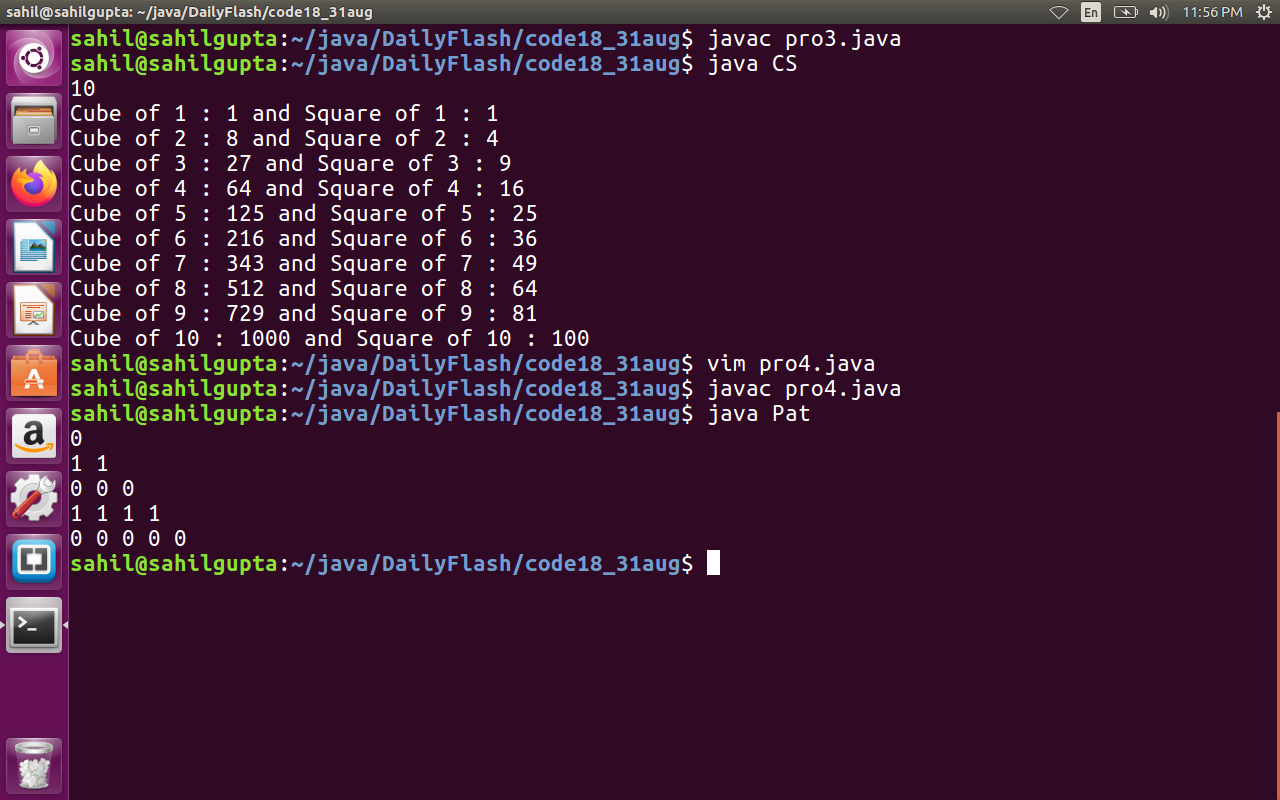 sahil@sahilgupta: ~/java/DailyFlash/code18_31aug
En
11:56 PM
sahil@sahilgupta:~/java/DailyFlash/code18_31aug$ javac pro3.java
sahil@sahilgupta:~/java/DailyFlash/code18_31aug$ java CS
10
Cube of 1 : 1 and Square of 1 : 1
Cube of 2 : 8 and Square of 2 : 4
Cube of 3 : 27 and Square of 3 : 9
Cube of 4 : 64 and Square of 4 : 16
Cube of 5 : 125 and Square of 5 : 25
Cube of 6 : 216 and Square of 6 : 36
Cube of 7 : 343 and Square of 7 : 49
Cube of 8 : 512 and Square of 8 : 64
Cube of 9 : 729 and Square of 9 : 81
Cube of 10 : 1000 and Square of 10 : 100
sahil@sahilgupta:~/java/DailyFlash/code18_31aug$ vim pro4.java
sahil@sahilgupta:~/java/DailyFlash/code18_31aug$ javac pro4.java
sahil@sahilgupta:~/java/DailyFlash/code18_31aug$ java Pat
0
1 1
0 0 0
1 1 1 1
0 0 0 0 0
sahil@sahilgupta:~/java/DailyFlash/code18_31aug$